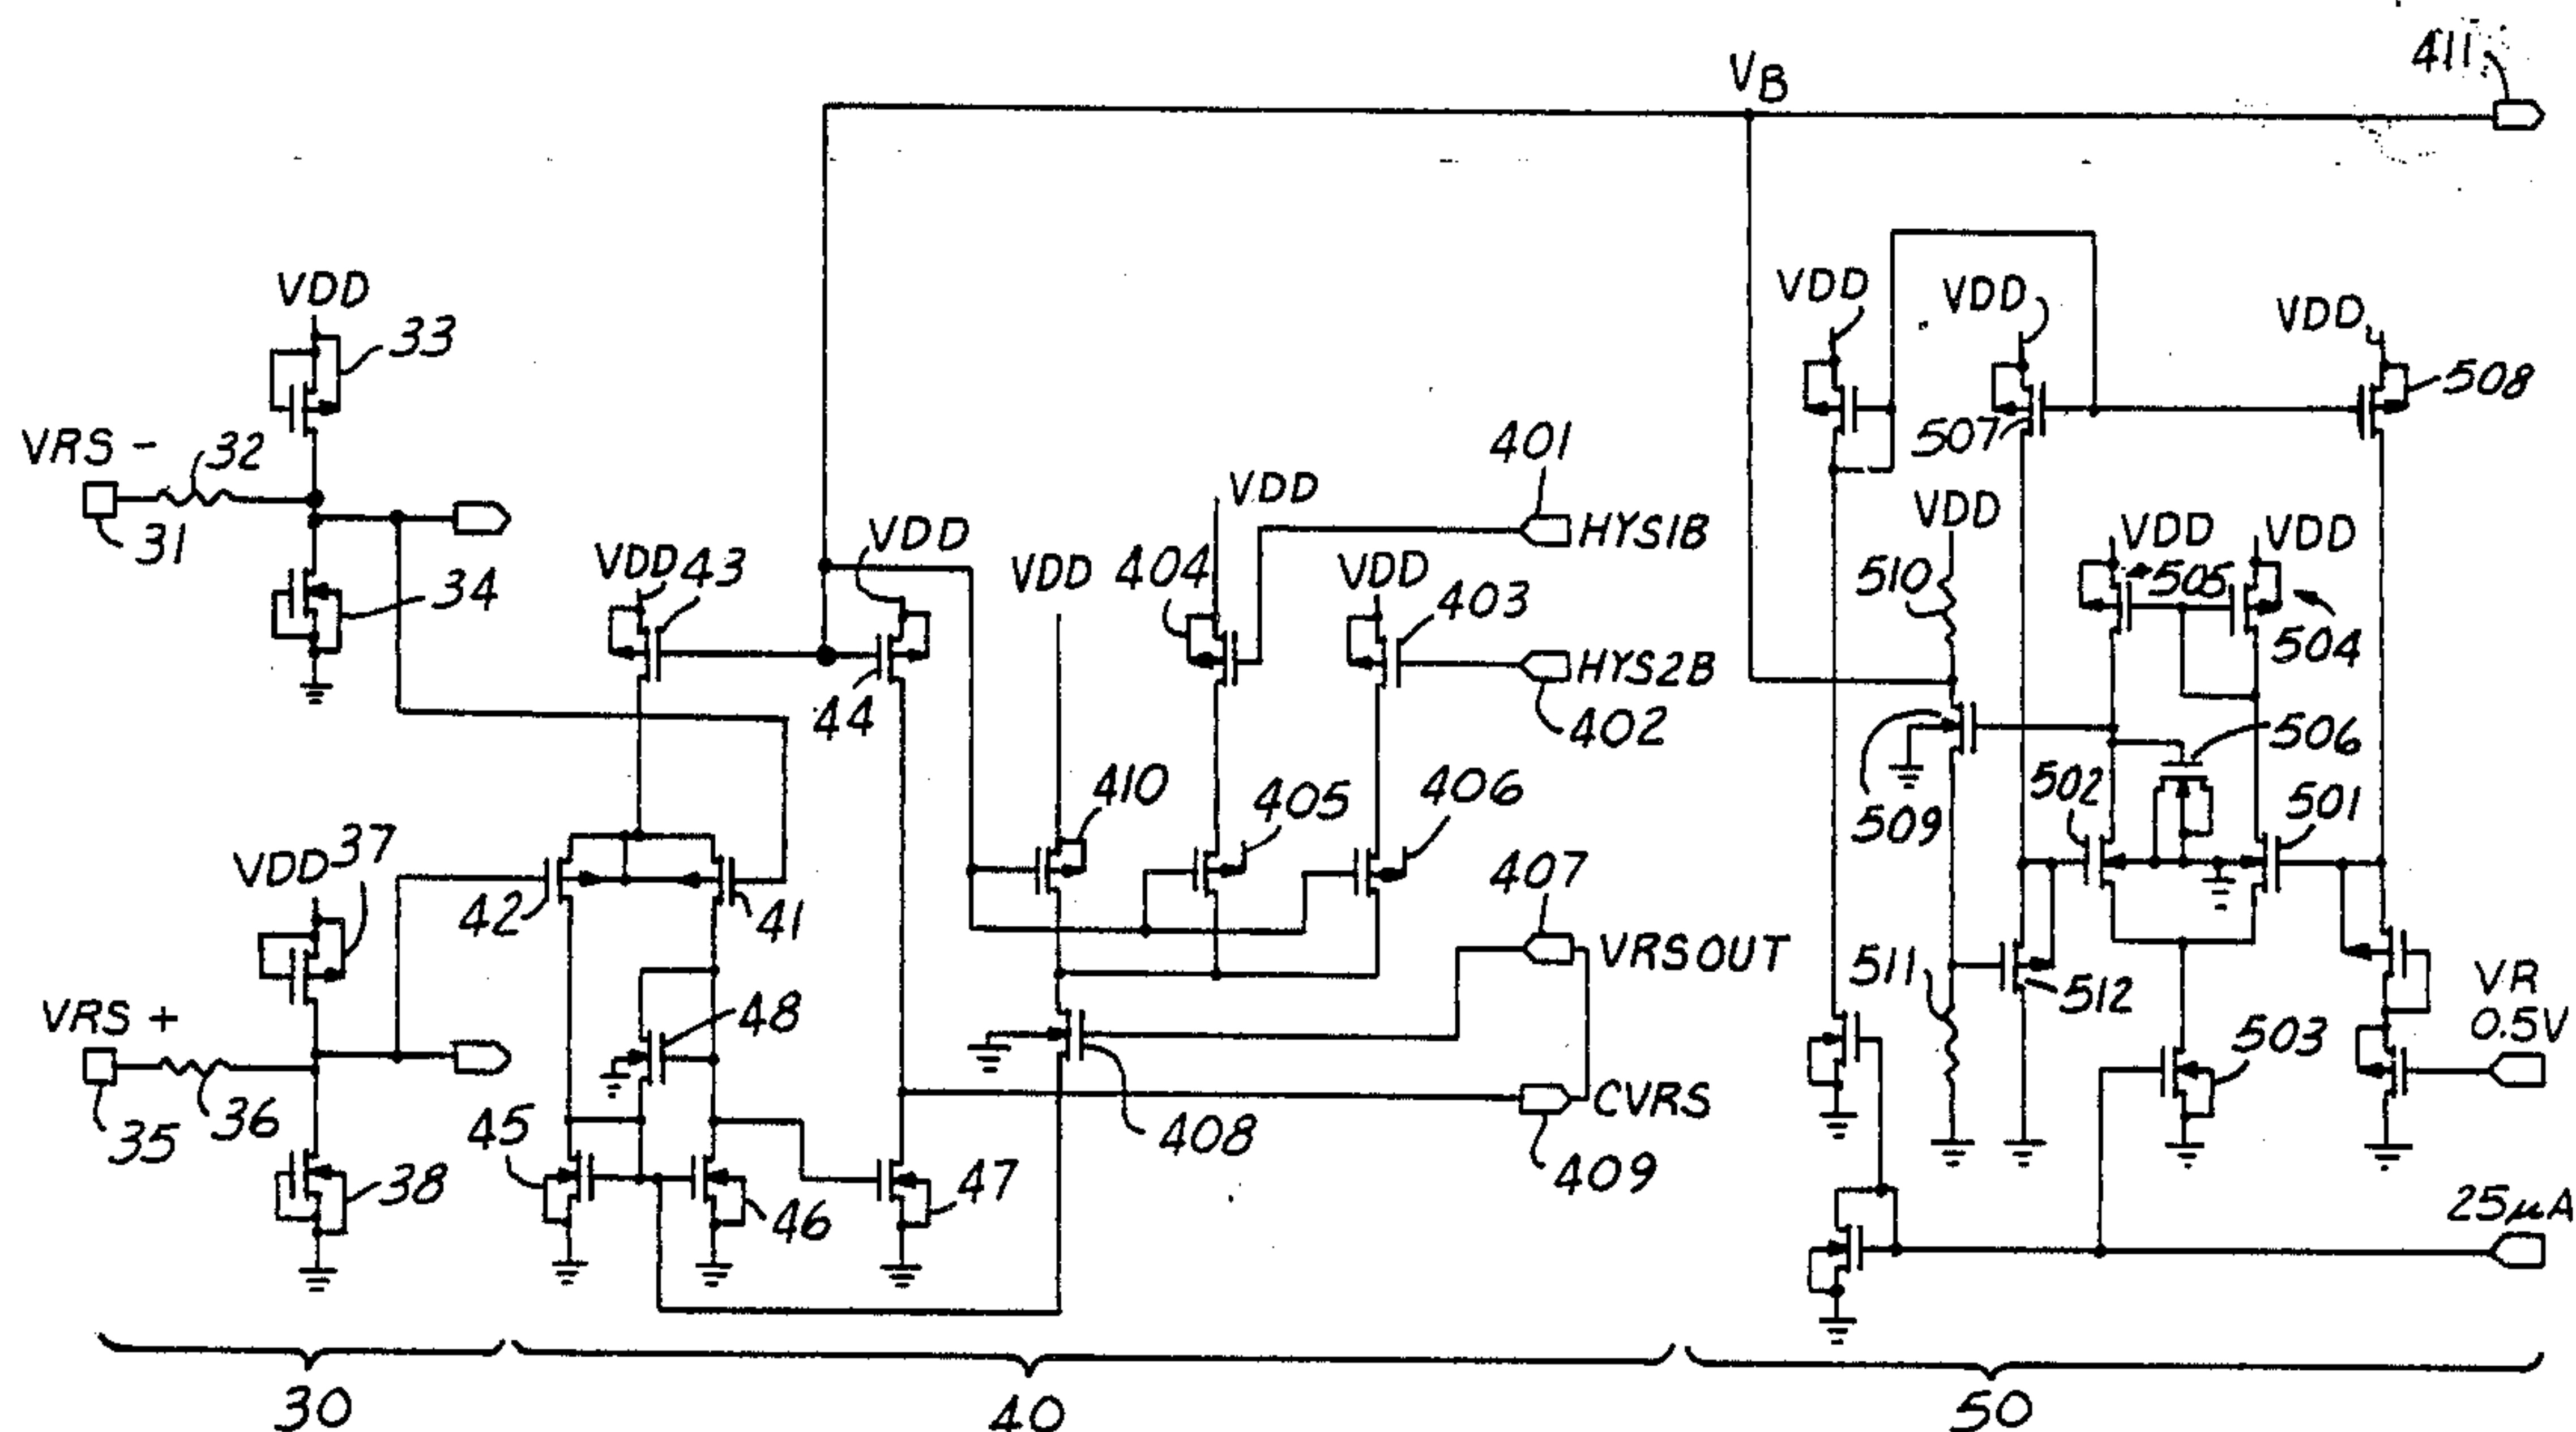 411
VB
VDD
33
VRS -
32
31
34
VDD
37
VRS +
36
35
38
VDD
43
VDD
44
42
41
48
45
46
47
VDD
404
VDD
401
HYS1B
VDD
403
HYS2B
402
410
405
406
407
VRSOUT
CVRS
408
409
VDD
VDD
VDD
507
508
VDD
510
VDD
VDD
505
504
506
509
502
501
511
512
503
VR
0.5V
25µA
30
40
50